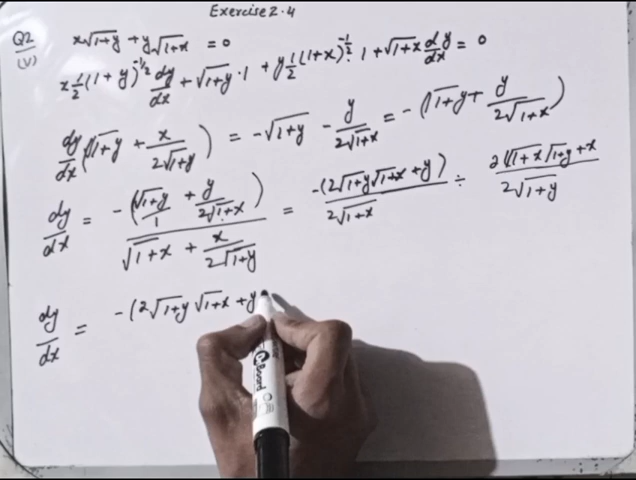 Exercise 2.4
Q2 x√1+y + y√1+x = 0
(V)
x 1/2 (1+y)^-1/2 dy/dx + √1+y · 1 + y 1/2 (1+x)^-1/2 · 1 + √1+x d/dx y = 0
dy/dx (√1+y + x/2√1+y) = -√1+y - y/2√1+x = -(√1+y + y/2√1+x)
dy/dx = -(√1+y/1 + y/2√1+x) / √1+x + x/2√1+y = -(2√1+y√1+x + y)/2√1+x ÷ 2√1+x√1+y + x/2√1+y
dy/dx = -(2√1+y √1+x + y
Board